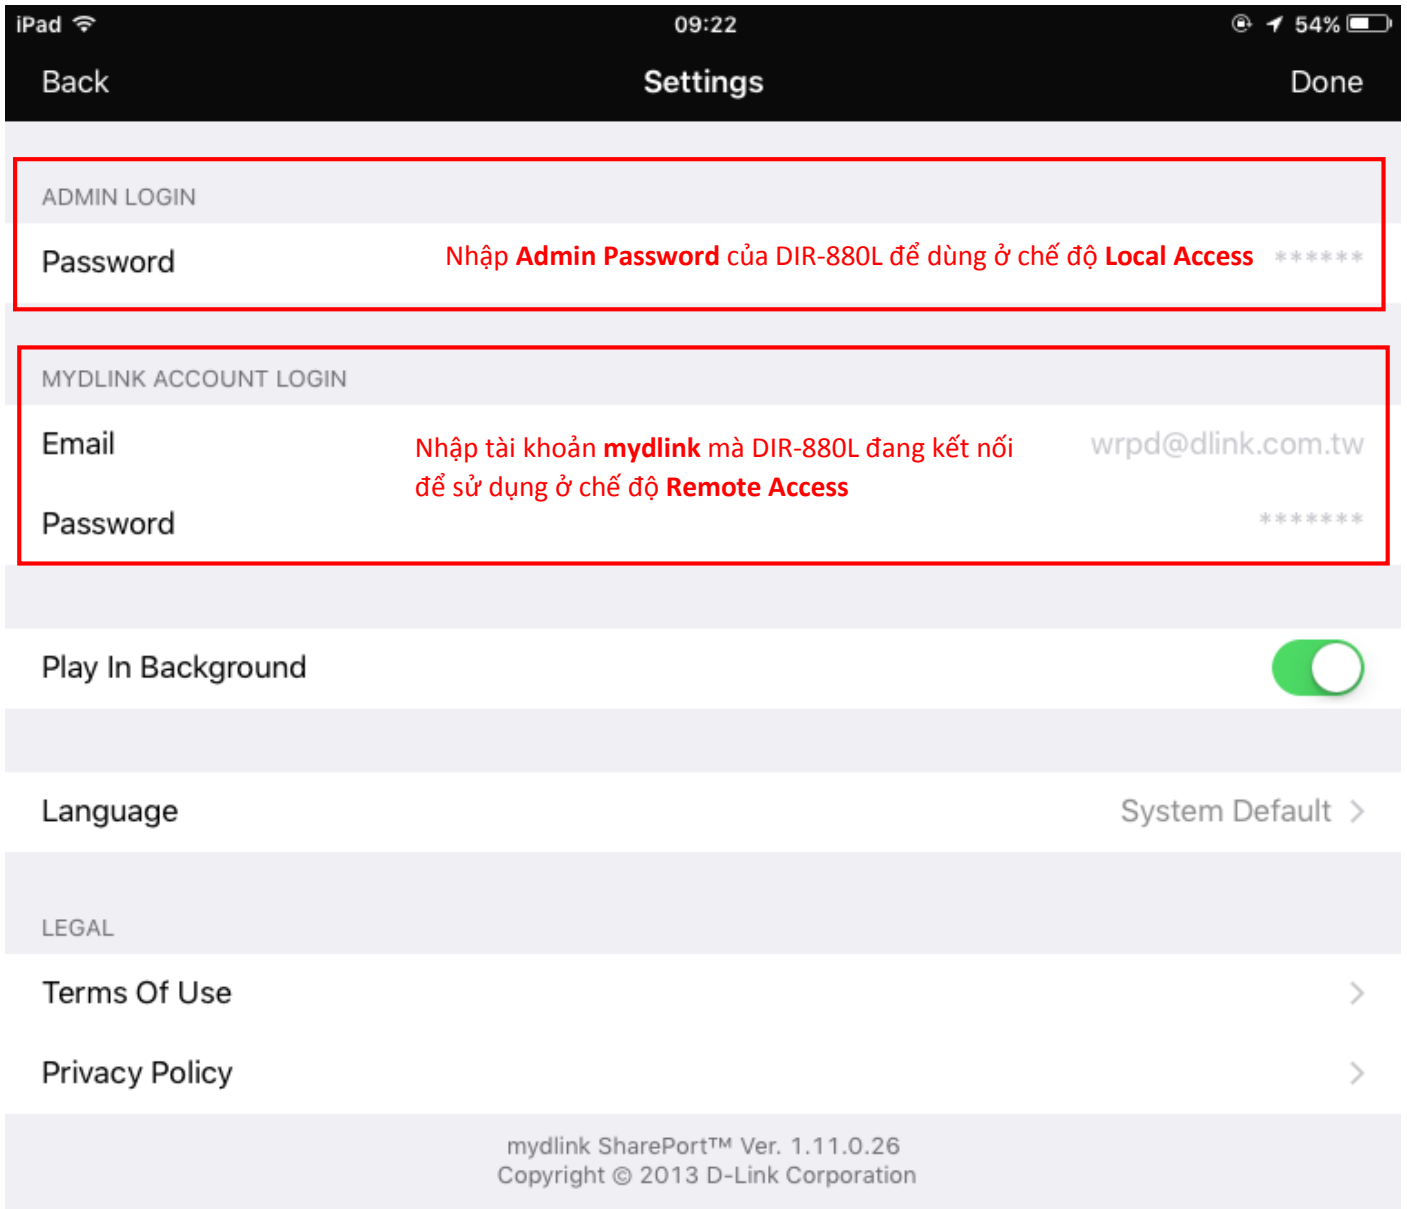 iPad 09:22 54%
Back Settings Done
ADMIN LOGIN
Password Nhập Admin Password của DIR-880L để dùng ở chế độ Local Access ******
MYDLINK ACCOUNT LOGIN
Email wrpd@dlink.com.tw
Nhập tài khoản mydlink mà DIR-880L đang kết nối
để sử dụng ở chế độ Remote Access
Password *******
Play In Background
Language System Default >
LEGAL
Terms Of Use >
Privacy Policy >
mydlink SharePort™ Ver. 1.11.0.26
Copyright © 2013 D-Link Corporation